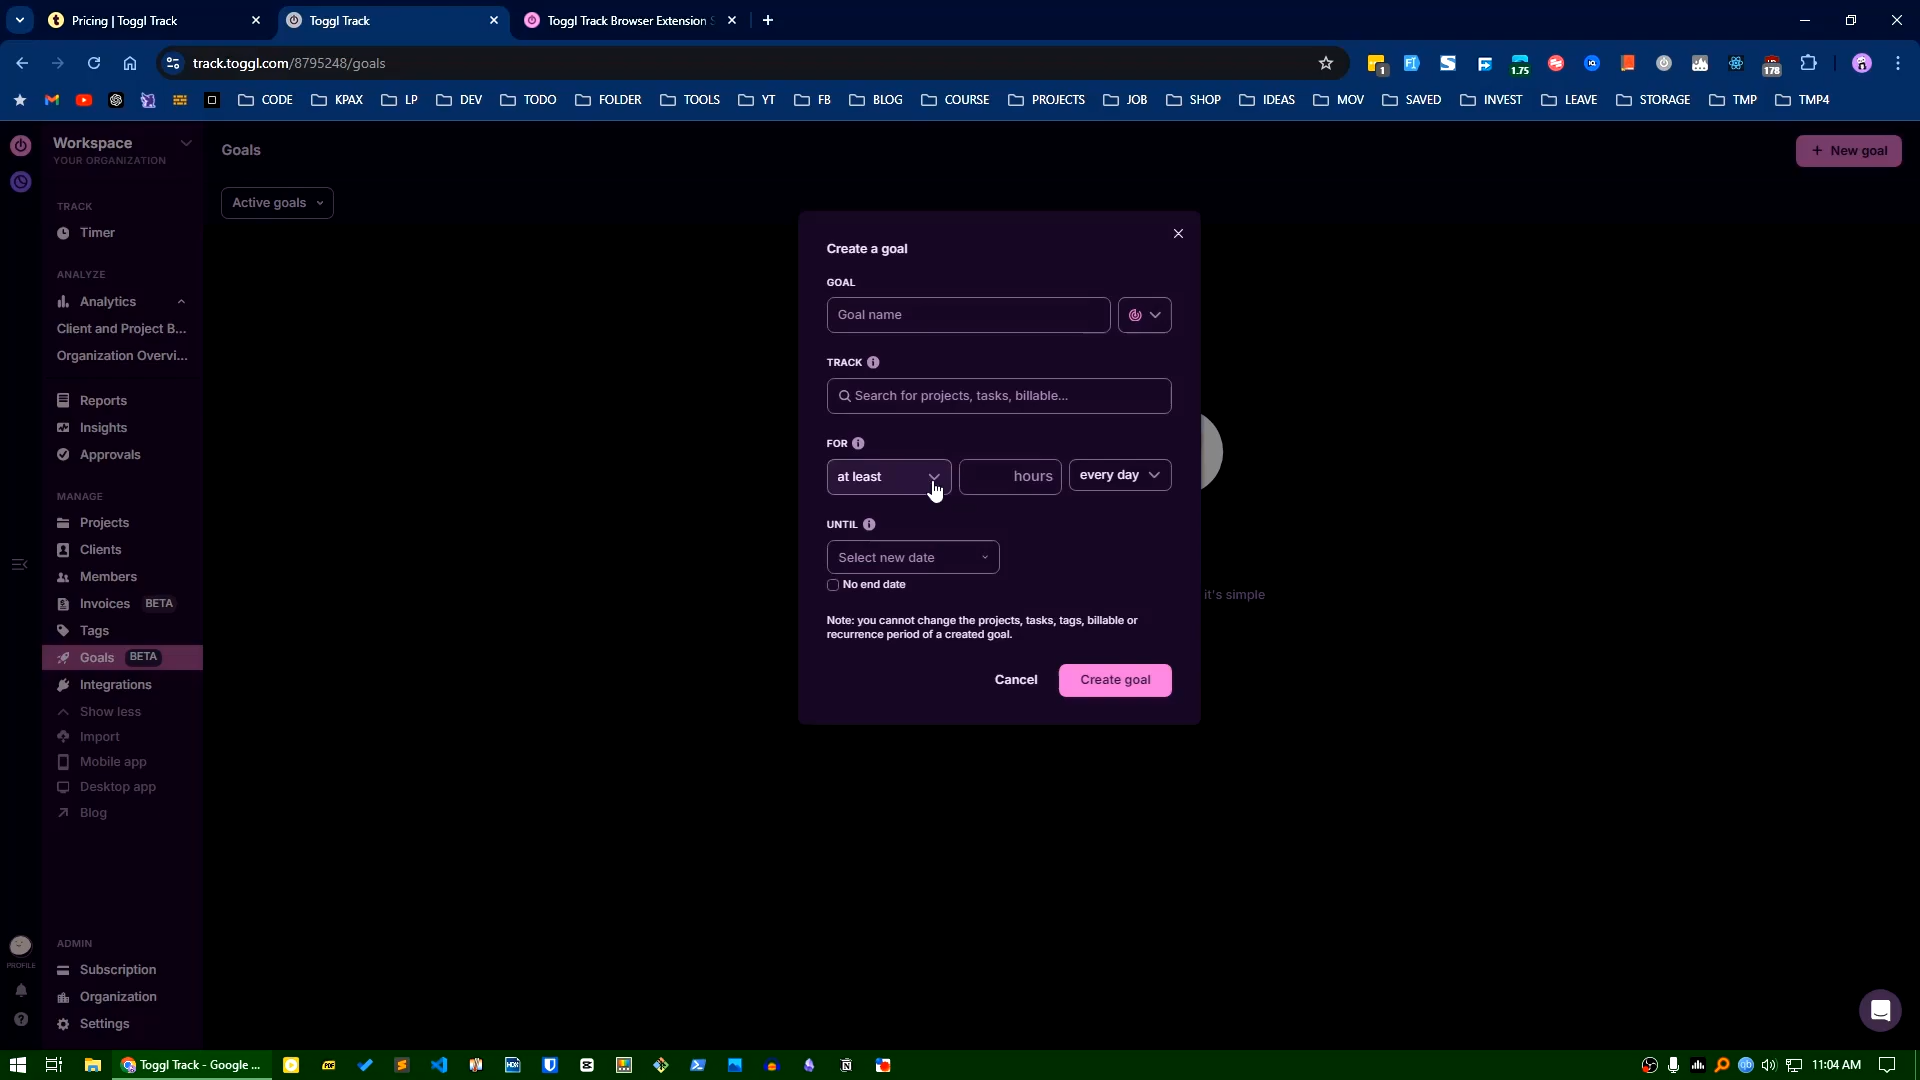 Pricing | Toggl Track
Toggl Track
Toggl Track Browser Extension
track.toggl.com/8795248/goals
1
1.75
178
CODE
KPAX
LP
DEV
TODO
FOLDER
TOOLS
YT
FB
BLOG
COURSE
PROJECTS
JOB
SHOP
IDEAS
MOV
SAVED
INVEST
LEAVE
STORAGE
TMP
TMP4
Workspace
YOUR ORGANIZATION
TRACK
Timer
ANALYZE
Analytics
Client and Project B...
Organization Overvi...
Reports
Insights
Approvals
MANAGE
Projects
Clients
Members
Invoices BETA
Tags
Goals BETA
Integrations
Show less
Import
Mobile app
Desktop app
Blog
PROFILE
ADMIN
Subscription
Organization
Settings
Goals
+ New goal
Active goals
it's simple
Create a goal
GOAL
Goal name
TRACK
Search for projects, tasks, billable...
FOR
at least
hours
every day
UNTIL
Select new date
No end date
Note: you cannot change the projects, tasks, tags, billable or
recurrence period of a created goal.
Cancel
Create goal
Toggl Track - Google ...
11:04 AM